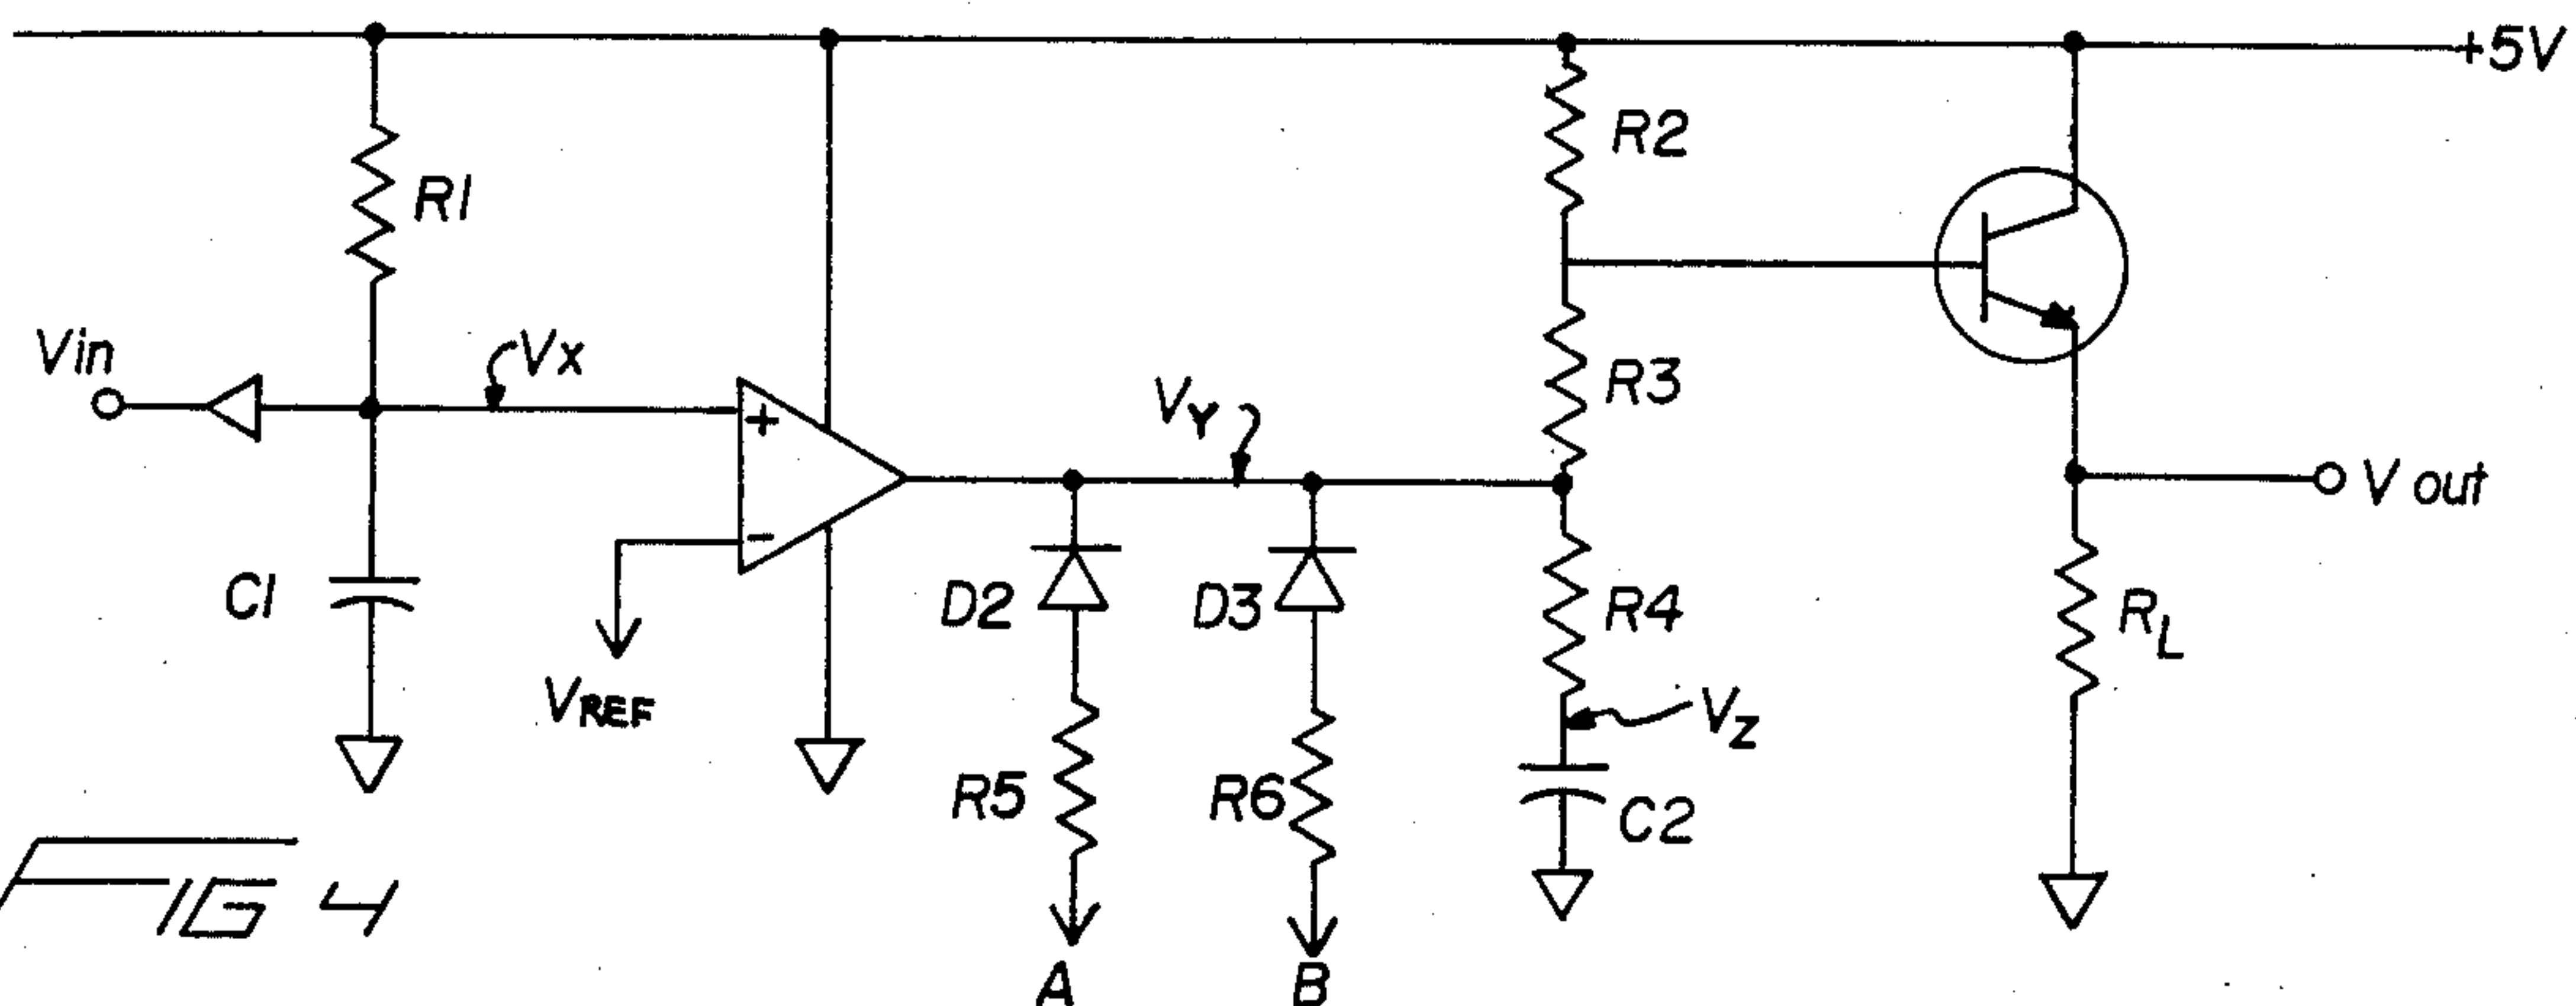 +5V
R2
R1
Vin
Vx
+
VY
R3
V out
-
C1
D2
D3
R4
RL
VREF
VZ
R5
R6
C2
FIG 4
A
B